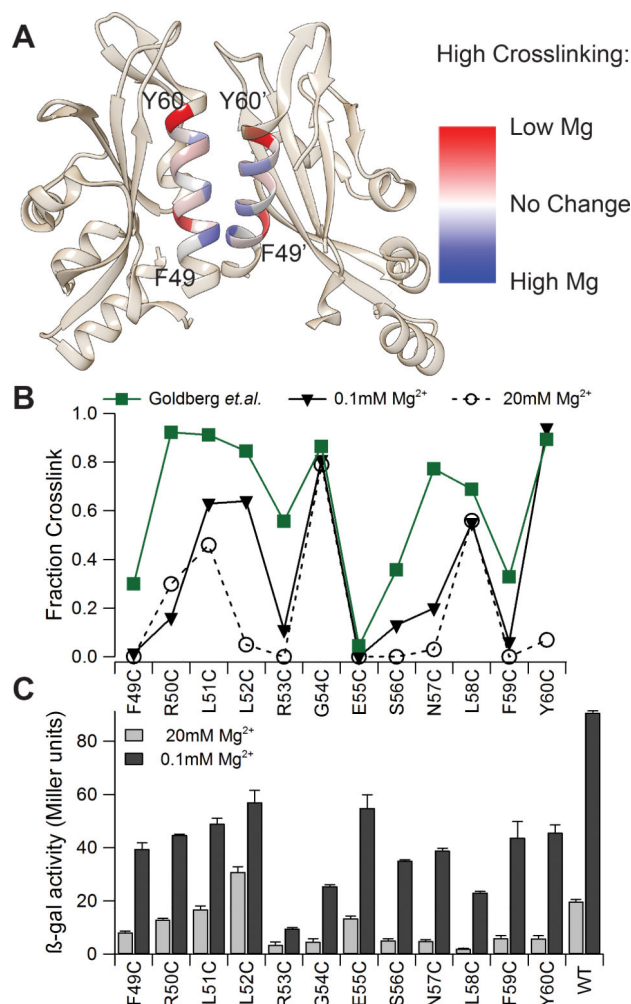 A
Y60
Y60'
F49
F49'
High Crosslinking:
Low Mg
No Change
High Mg
B
Goldberg et.al.
0.1mM Mg²⁺
20mM Mg²⁺
Fraction Crosslink
1.0
0.8
0.6
0.4
0.2
0.0
F49C
R50C
L51C
L52C
R53C
G54C
E55C
S56C
N57C
L58C
F59C
Y60C
C
20mM Mg²⁺
0.1mM Mg²⁺
ß-gal activity (Miller units)
80
60
40
20
0
F49C
R50C
L51C
L52C
R53C
G54C
E55C
S56C
N57C
L58C
F59C
Y60C
WT